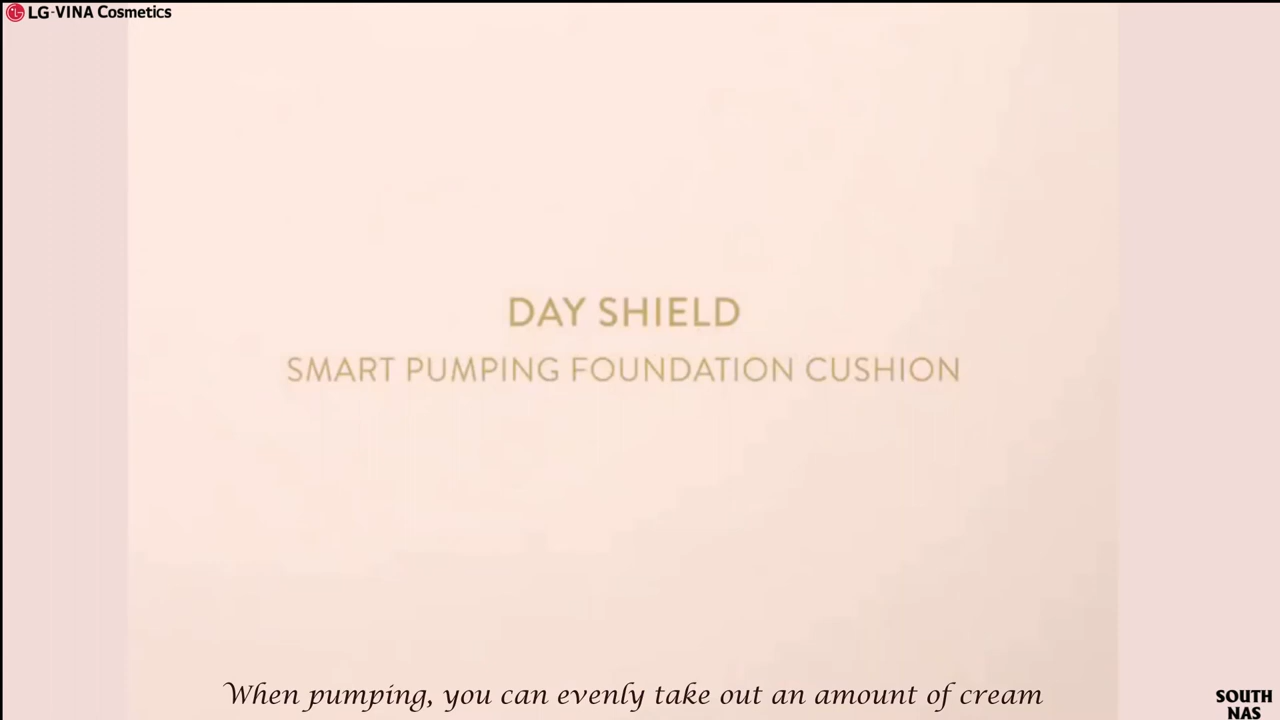 LG-VINA Cosmetics
DAY SHIELD
SMART PUMPING FOUNDATION CUSHION
When pumping, you can evenly take out an amount of cream
SOUTH
NAS